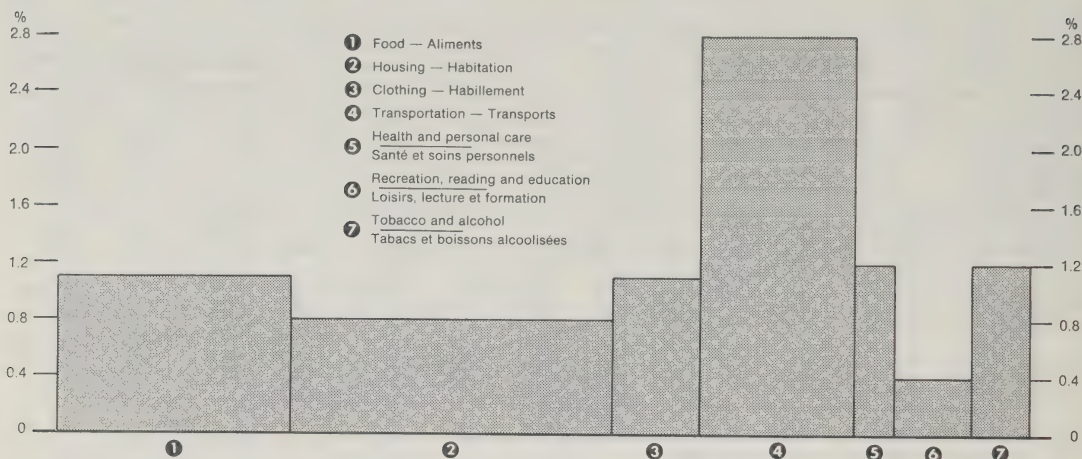 %
2.8
2.4
2.0
1.6
1.2
0.8
0.4
0
❶ Food — Aliments
❷ Housing — Habitation
❸ Clothing — Habillement
❹ Transportation — Transports
❺ Health and personal care
Santé et soins personnels
❻ Recreation, reading and education
Loisirs, lecture et formation
❼ Tobacco and alcohol
Tabacs et boissons alcoolisées
%
2.8
2.4
2.0
1.6
1.2
0.8
0.4
0
❶ ❷ ❸ ❹ ❺ ❻ ❼